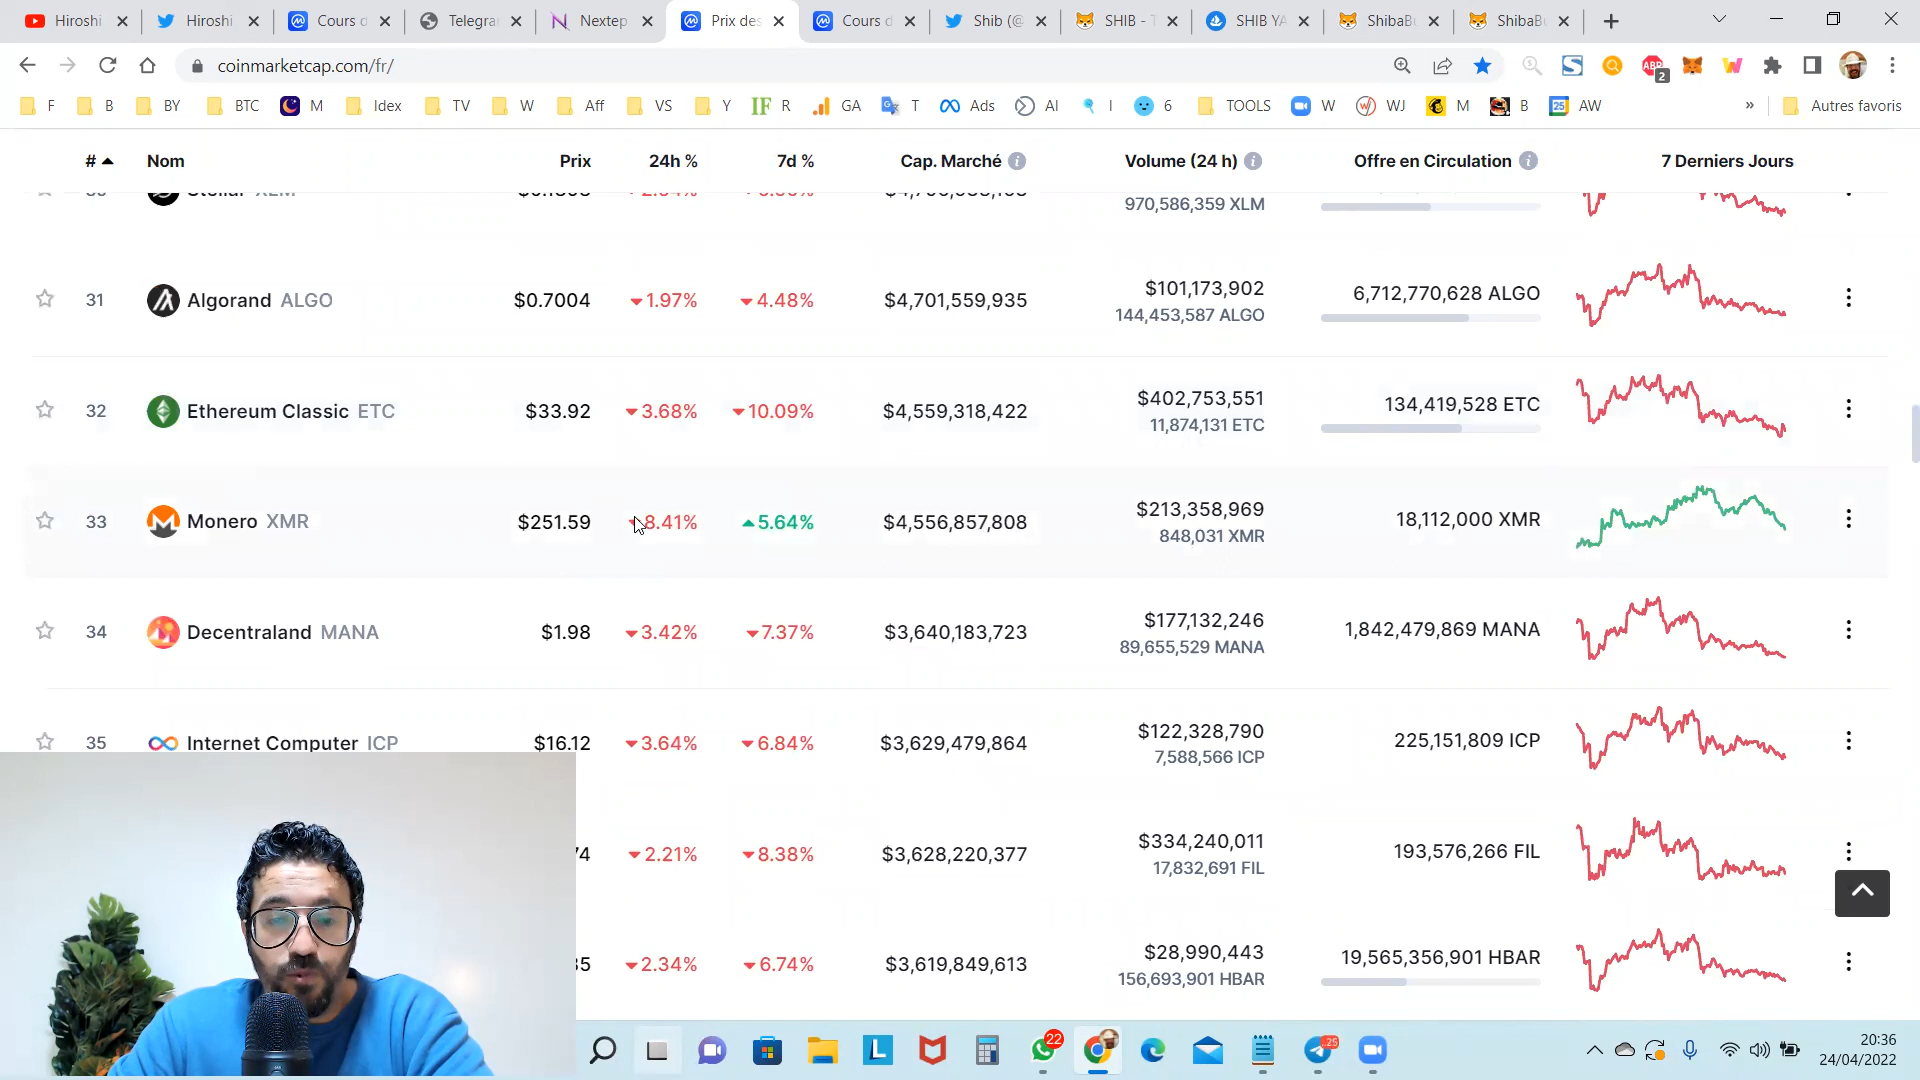 Hiroshi
Hiroshi
Cours d
Telegra
Nextep
Prix des
Cours d
Shib (@
SHIB - T
SHIB YA
ShibaBu
ShibaBu
coinmarketcap.com/fr/
ABP
2
F
B
BY
BTC
M
Idex
TV
W
Aff
VS
Y
IF R
GA
T
Ads
AI
I
6
TOOLS
W
WJ
M
B
25 AW
»
Autres favoris
# Nom Prix 24h % 7d % Cap. Marché Volume (24 h) Offre en Circulation 7 Derniers Jours
970,586,359 XLM
31 Algorand ALGO $0.7004 1.97% 4.48% $4,701,559,935 $101,173,902 6,712,770,628 ALGO
144,453,587 ALGO
32 Ethereum Classic ETC $33.92 3.68% 10.09% $4,559,318,422 $402,753,551 134,419,528 ETC
11,874,131 ETC
33 Monero XMR $251.59 8.41% 5.64% $4,556,857,808 $213,358,969 18,112,000 XMR
848,031 XMR
34 Decentraland MANA $1.98 3.42% 7.37% $3,640,183,723 $177,132,246 1,842,479,869 MANA
89,655,529 MANA
35 Internet Computer ICP $16.12 3.64% 6.84% $3,629,479,864 $122,328,790 225,151,809 ICP
7,588,566 ICP
74 2.21% 8.38% $3,628,220,377 $334,240,011 193,576,266 FIL
17,832,691 FIL
35 2.34% 6.74% $3,619,849,613 $28,990,443 19,565,356,901 HBAR
156,693,901 HBAR
L
22
25
20:36
24/04/2022